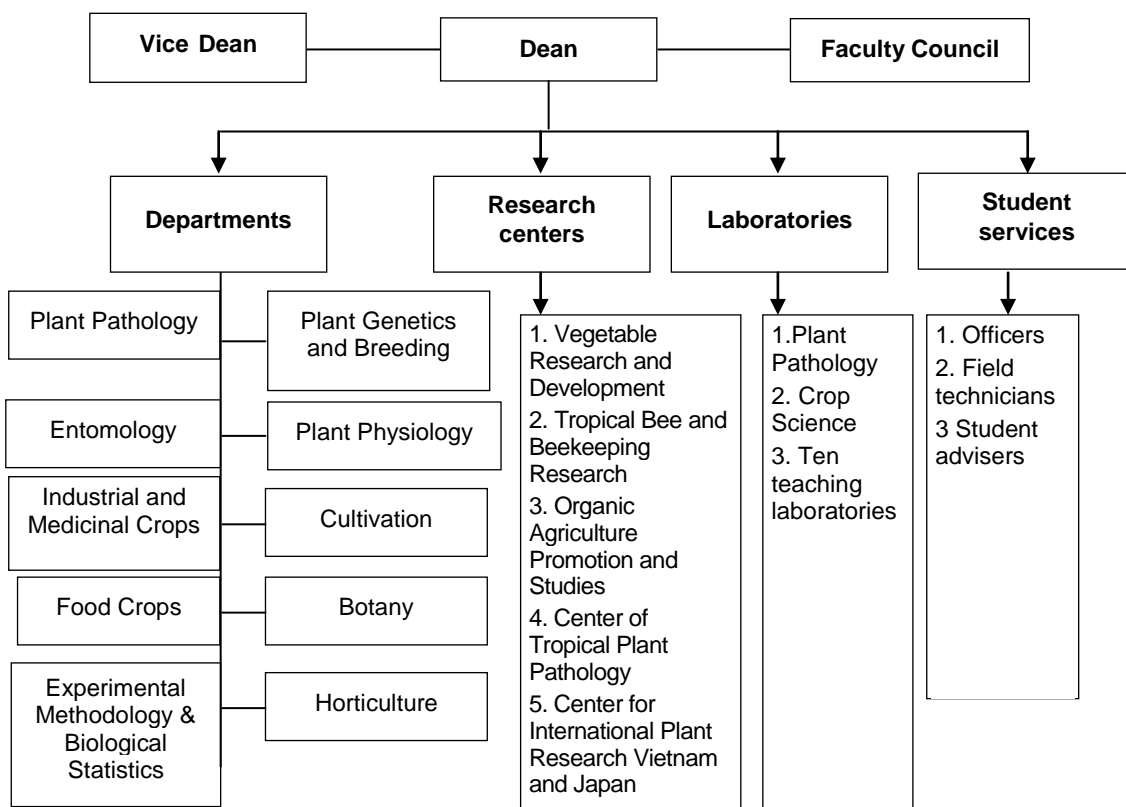 Vice Dean
Dean
Faculty Council
Departments
Research
centers
Laboratories
Student
services
Plant Pathology
Plant Genetics
and Breeding
Entomology
Plant Physiology
Industrial and
Medicinal Crops
Cultivation
Food Crops
Botany
Experimental
Methodology &
Biological
Statistics
Horticulture
1. Vegetable
Research and
Development
2. Tropical Bee and
Beekeeping
Research
3. Organic
Agriculture
Promotion and
Studies
4. Center of
Tropical Plant
Pathology
5. Center for
International Plant
Research Vietnam
and Japan
1.Plant
Pathology
2. Crop
Science
3. Ten
teaching
laboratories
1. Officers
2. Field
technicians
3 Student
advisers